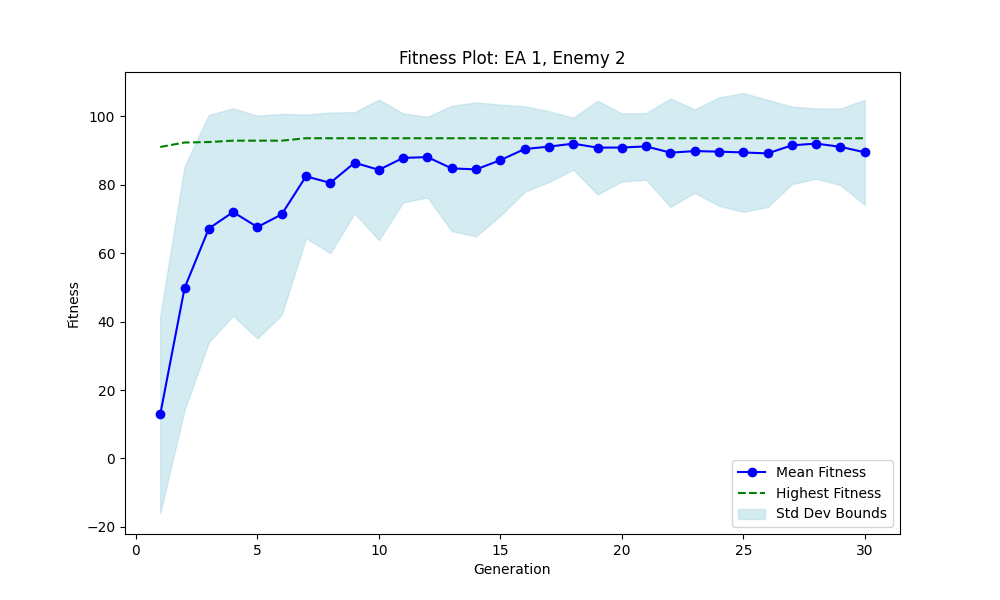 Fitness Plot: EA 1, Enemy 2
Fitness
100
80
60
40
20
0
−20
0 5 10 15 20 25 30
Generation
Mean Fitness
Highest Fitness
Std Dev Bounds